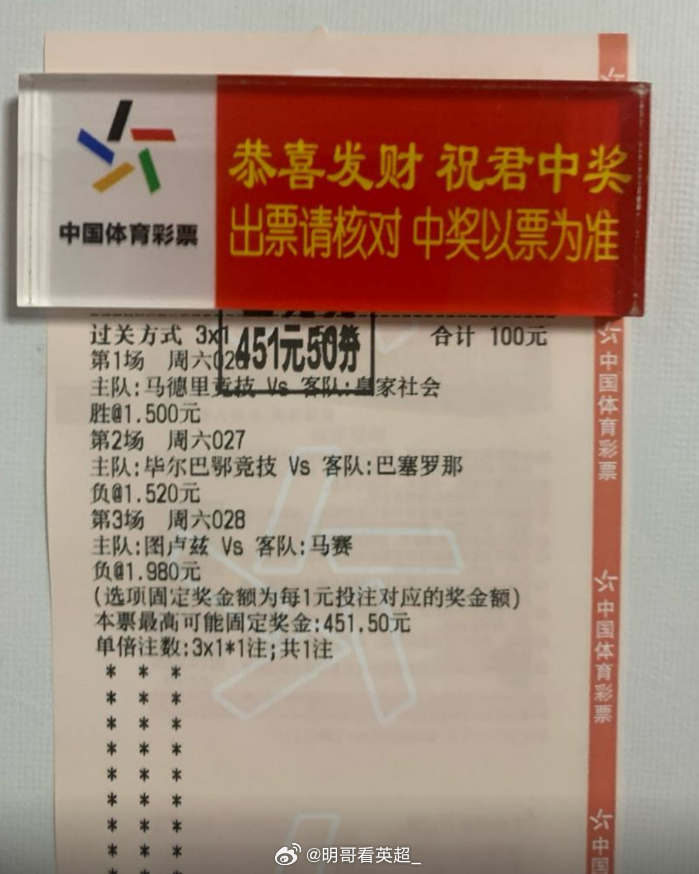 恭喜发财 祝君中奖
中国体育彩票
出票请核对 中奖以票为准
过关方式 3x1
合计 100元
451元50分
第1场 周六02
主队:马德里竞技 Vs 客队:皇家社会
胜@1.500元
第2场 周六027
主队:毕尔巴鄂竞技 Vs 客队:巴塞罗那
负@1.520元
第3场 周六028
主队:图卢兹 Vs 客队:马赛
负@1.980元
(选项固定奖金额为每1元投注对应的奖金额)
本票最高可能固定奖金:451.50元
单倍注数:3x1*1注;共1注
* * *
* * *
* * *
* * *
* * *
* * *
* * *
* * *
中国体育彩票
中国体育彩票
中国
@明哥看英超_